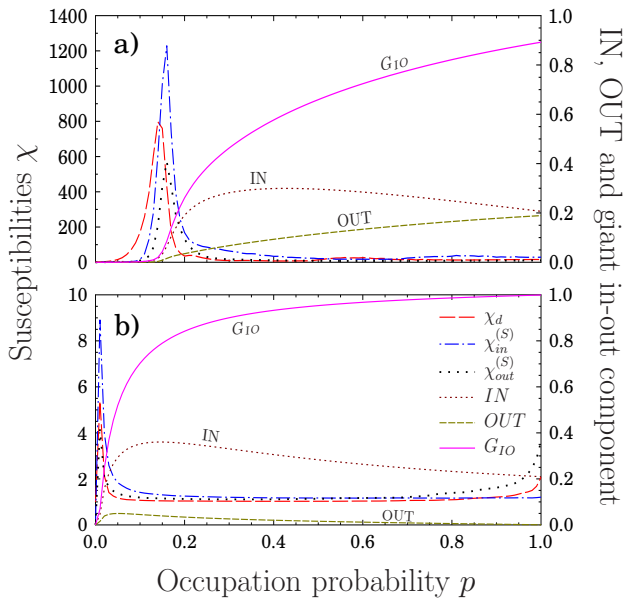 a)
1400
1200
1000
800
600
400
200
0
1.0
0.8
0.6
0.4
0.2
0.0
G_IO
IN
OUT
b)
10
8
6
4
2
0
1.0
0.8
0.6
0.4
0.2
0.0
G_IO
IN
OUT
χ_d
χ_in^(S)
χ_out^(S)
IN
OUT
G_IO
0.0 0.2 0.4 0.6 0.8 1.0
Occupation probability p
Susceptibilities χ
IN, OUT and giant in-out component